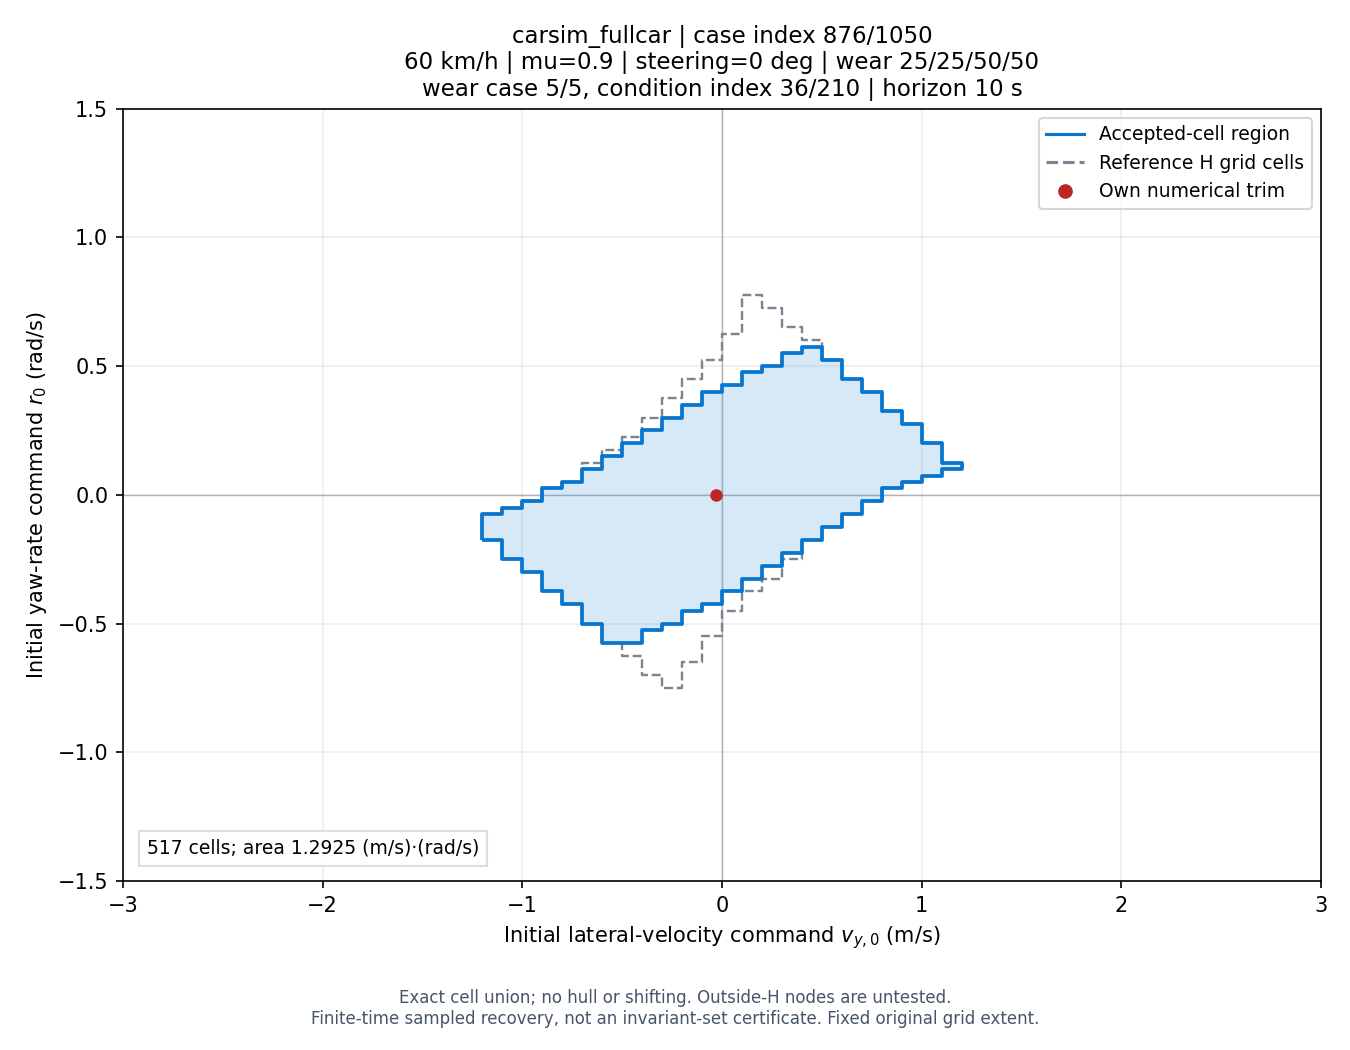 carsim_fullcar | case index 876/1050
60 km/h | mu=0.9 | steering=0 deg | wear 25/25/50/50
wear case 5/5, condition index 36/210 | horizon 10 s
1.5
1.0
0.5
0.0
−0.5
−1.0
−1.5
Initial yaw-rate command r0 (rad/s)
Accepted-cell region
Reference H grid cells
Own numerical trim
517 cells; area 1.2925 (m/s)·(rad/s)
−3
−2
−1
0
1
2
3
Initial lateral-velocity command vy,0 (m/s)
Exact cell union; no hull or shifting. Outside-H nodes are untested.
Finite-time sampled recovery, not an invariant-set certificate. Fixed original grid extent.